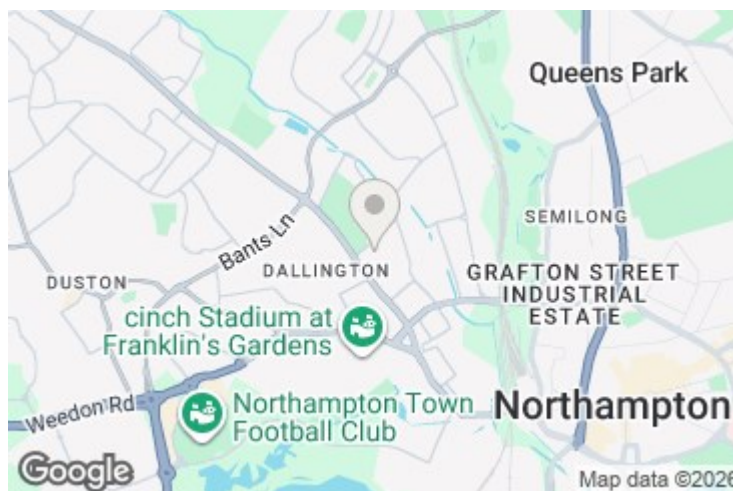 Queens Park
SEMILONG
Bants Ln
DALLINGTON
DUSTON
GRAFTON STREET
INDUSTRIAL
ESTATE
cinch Stadium at
Franklin's Gardens
Weedon Rd
Northampton Town
Football Club
Northampton
Google
Map data ©2026